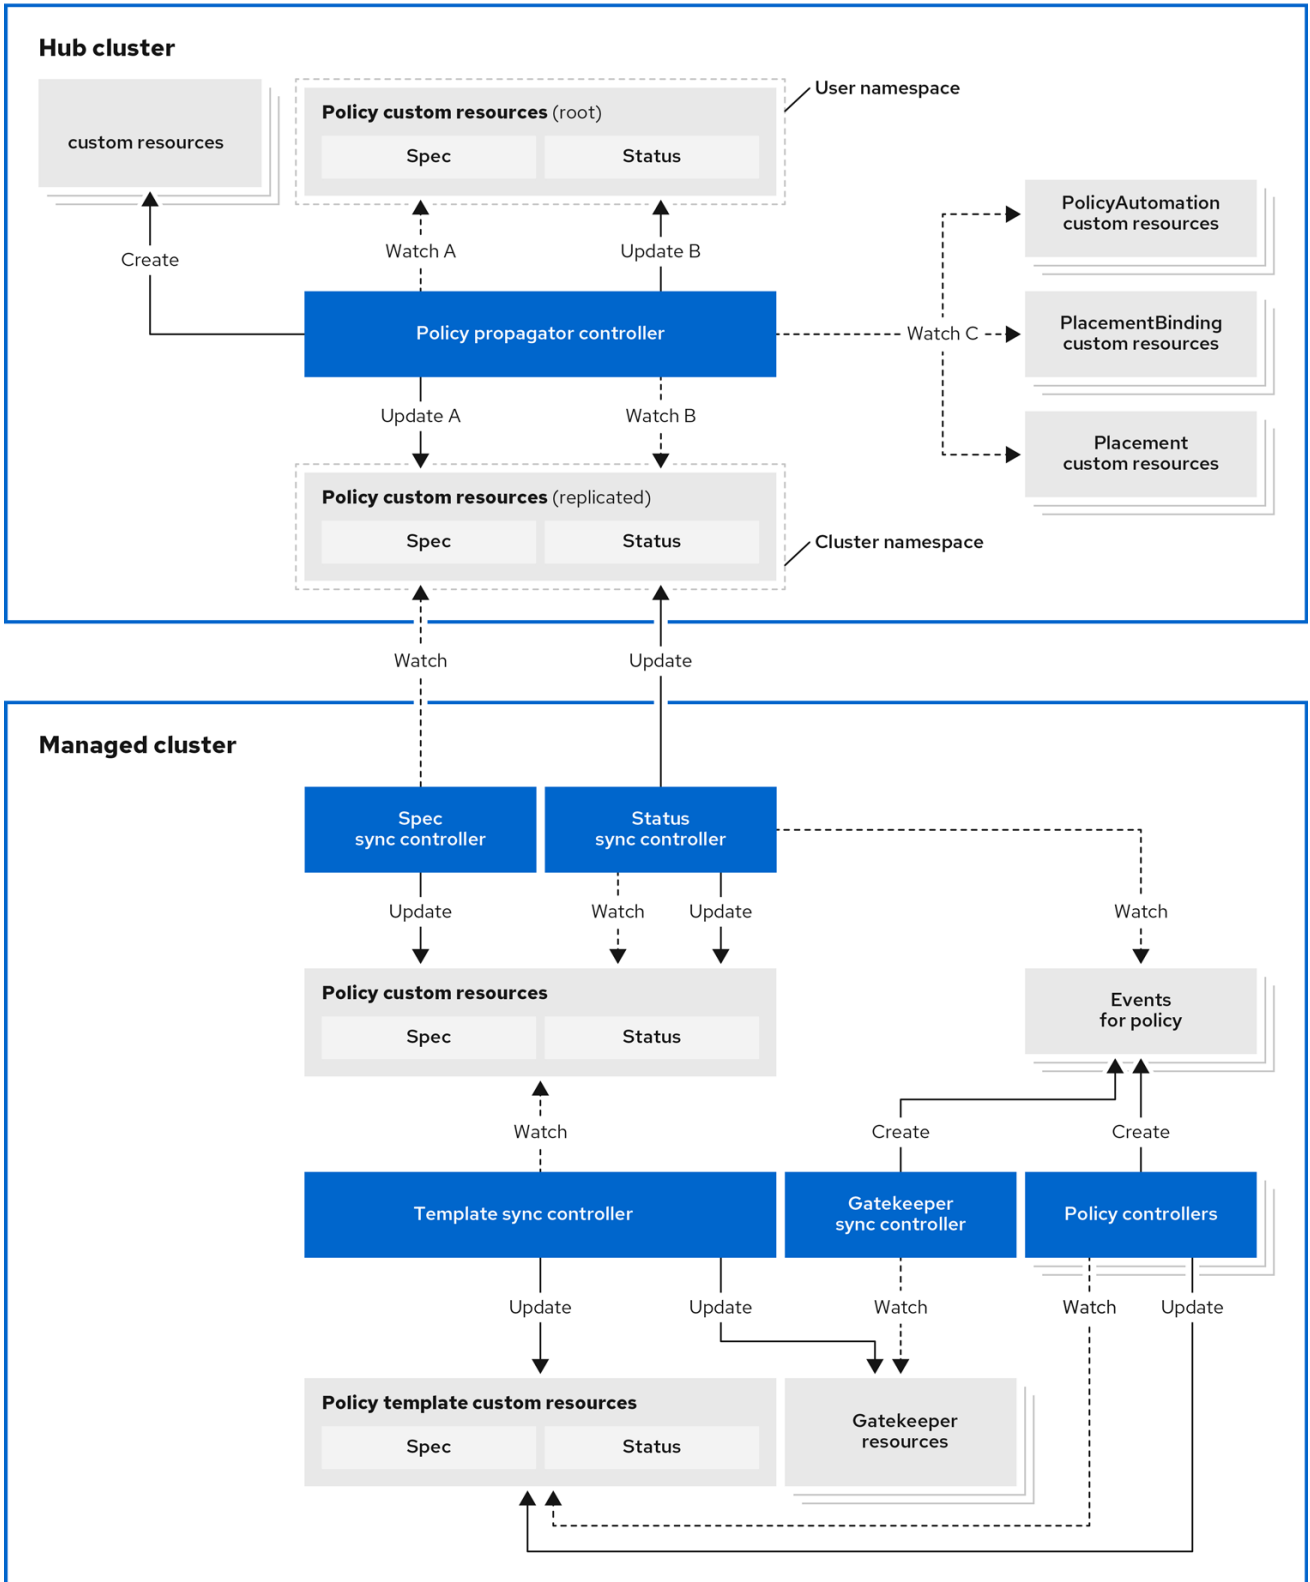 Hub cluster
custom resources
Policy custom resources (root)
Spec
Status
User namespace
Create
Watch A
Update B
PolicyAutomation
custom resources
Policy propagator controller
Watch C
PlacementBinding
custom resources
Update A
Watch B
Placement
custom resources
Policy custom resources (replicated)
Spec
Status
Cluster namespace
Watch
Update
Managed cluster
Spec
sync controller
Status
sync controller
Update
Watch
Update
Watch
Policy custom resources
Spec
Status
Events
for policy
Watch
Create
Create
Template sync controller
Gatekeeper
sync controller
Policy controllers
Update
Update
Watch
Watch
Update
Policy template custom resources
Spec
Status
Gatekeeper
resources